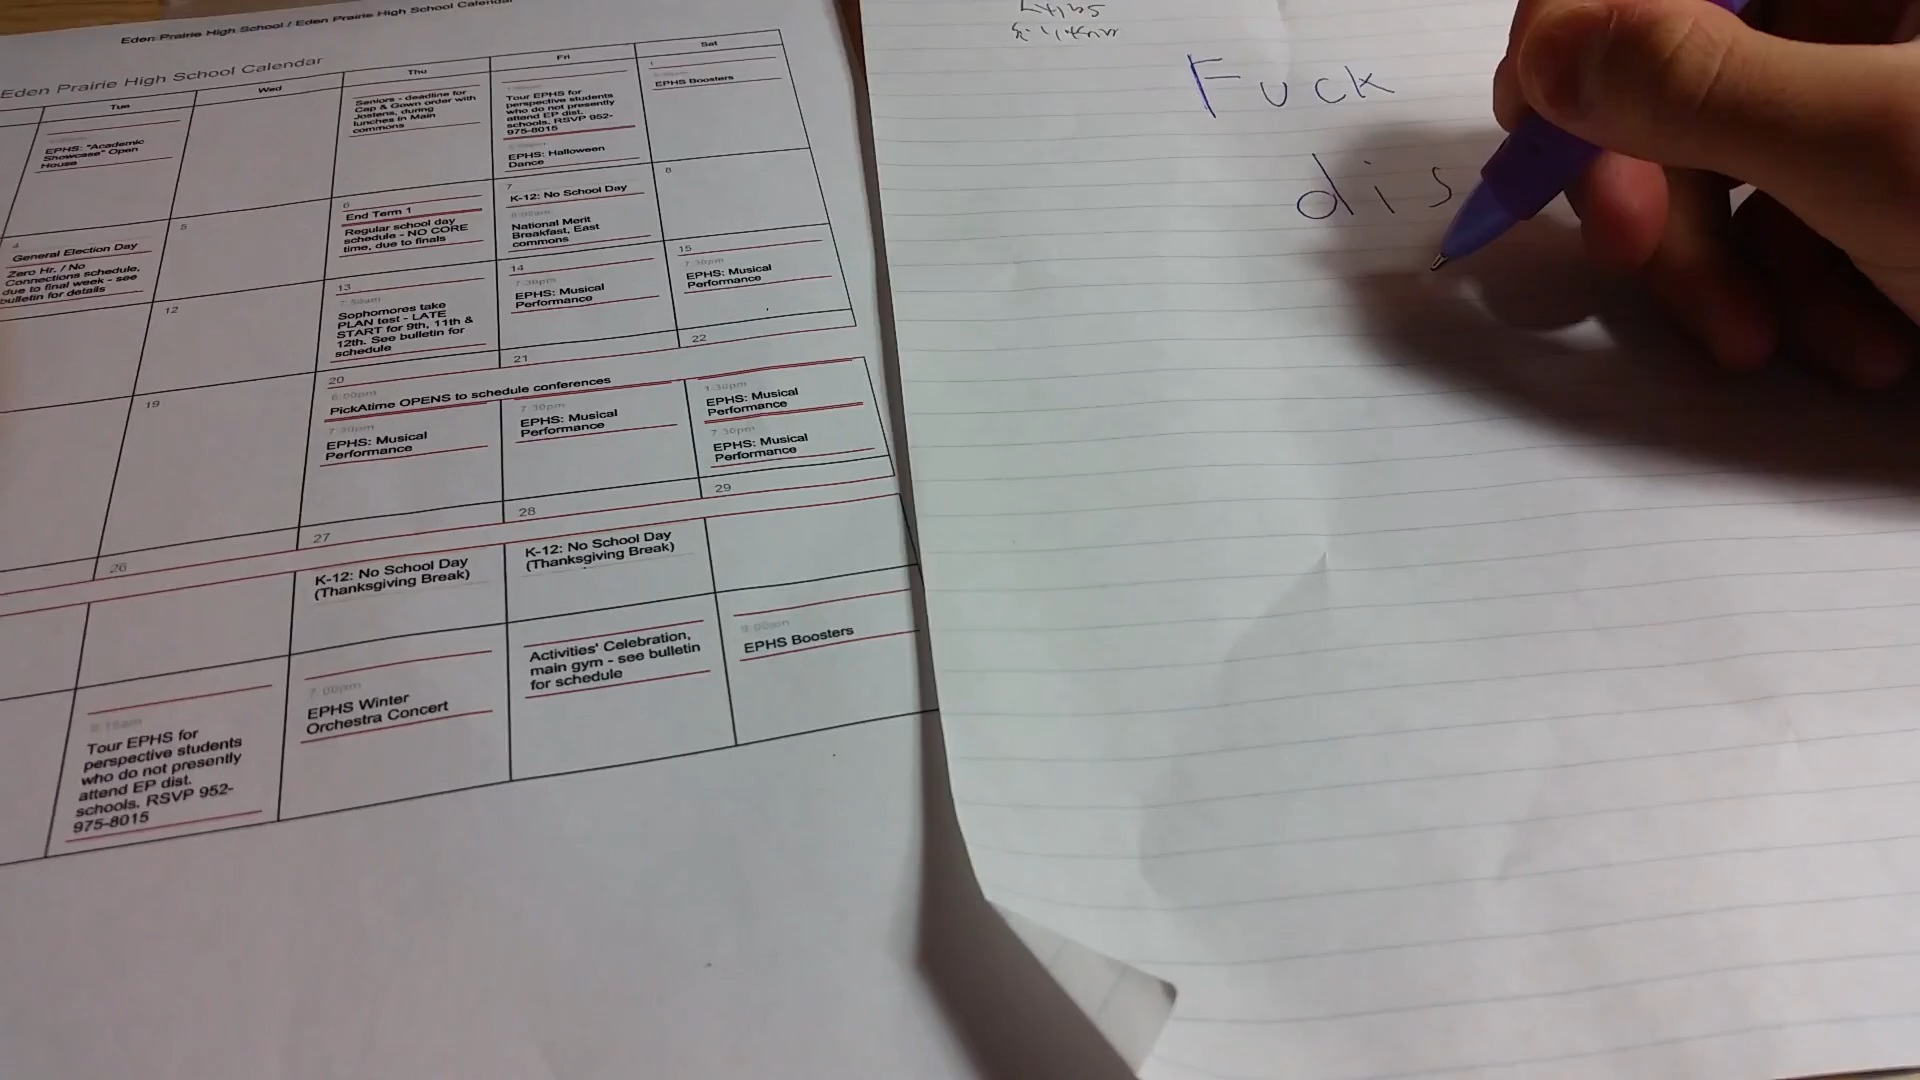 Eden Prairie High School / Eden Prairie High School Calendar
Eden Prairie High School Calendar
Tue
Wed
Thu
Fri
Sat
EPHS: "Academic
Showcase" Open
House
Seniors - deadline for
Cap & Gown order with
Jostens, during
lunches in Main
commons
Tour EPHS for
perspective students
who do not presently
attend EP dist.
schools. RSVP 952-
975-8015
EPHS: Halloween
Dance
1
EPHS Boosters
4
General Election Day
Zero Hr. / No
Connections schedule,
due to final week - see
bulletin for details
5
6
End Term 1
Regular school day
schedule - NO CORE
time, due to finals
7
K-12: No School Day
National Merit
Breakfast, East
commons
8
12
13
7:50am
Sophomores take
PLAN test - LATE
START for 9th, 11th &
12th. See bulletin for
schedule
14
7:30pm
EPHS: Musical
Performance
15
7:30pm
EPHS: Musical
Performance
19
20
6:00pm
PickAtime OPENS to schedule conferences
7:30pm
EPHS: Musical
Performance
21
7:30pm
EPHS: Musical
Performance
22
1:30pm
EPHS: Musical
Performance
7:30pm
EPHS: Musical
Performance
26
27
K-12: No School Day
(Thanksgiving Break)
28
K-12: No School Day
(Thanksgiving Break)
29
Tour EPHS for
perspective students
who do not presently
attend EP dist.
schools. RSVP 952-
975-8015
7:00pm
EPHS Winter
Orchestra Concert
Activities' Celebration,
main gym - see bulletin
for schedule
9:00am
EPHS Boosters
Fuck
dis